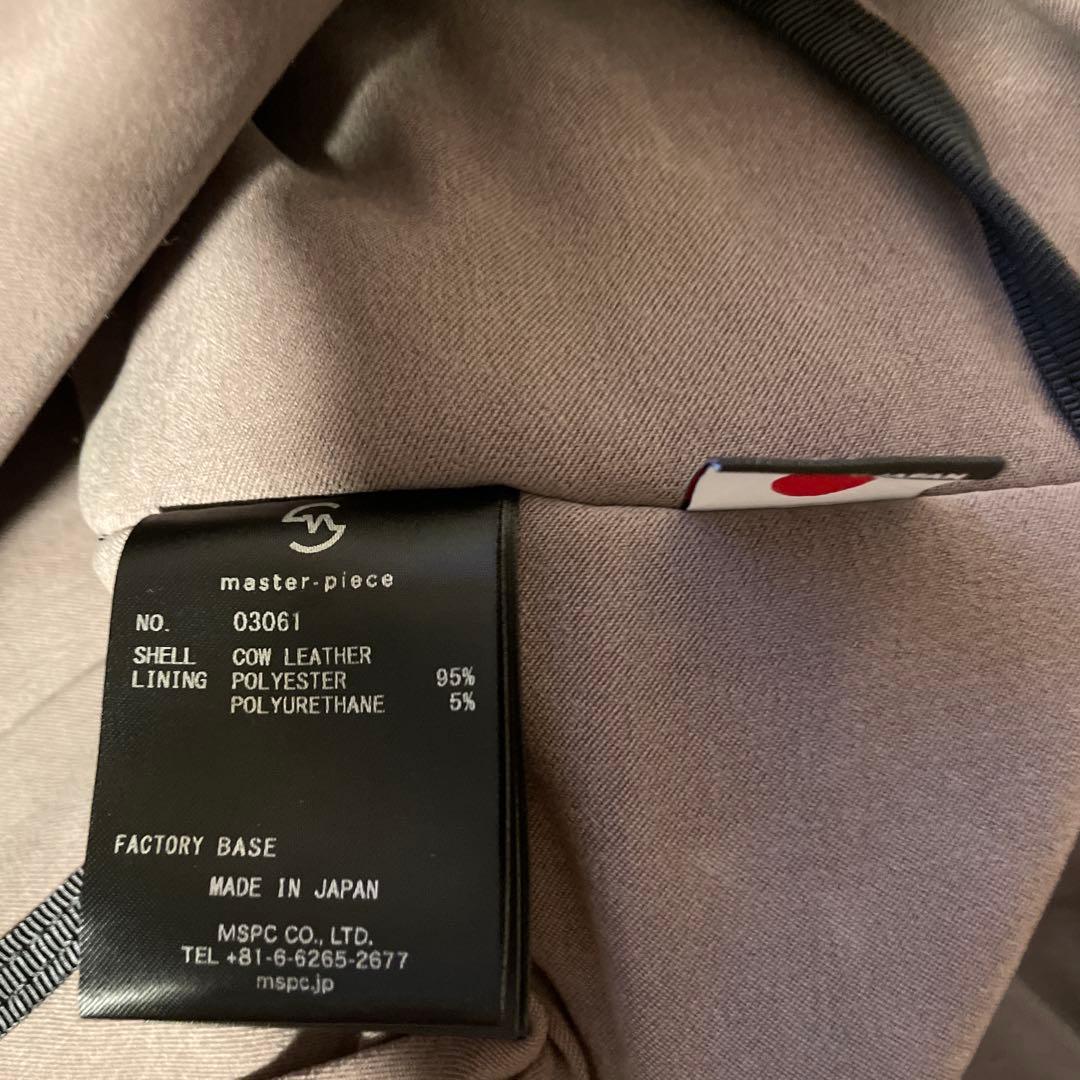 JAPAN
master-piece
NO. 03061
SHELL COW LEATHER
LINING POLYESTER 95%
POLYURETHANE 5%
FACTORY BASE
MADE IN JAPAN
MSPC CO., LTD.
TEL +81-6-6265-2677
mspc.jp